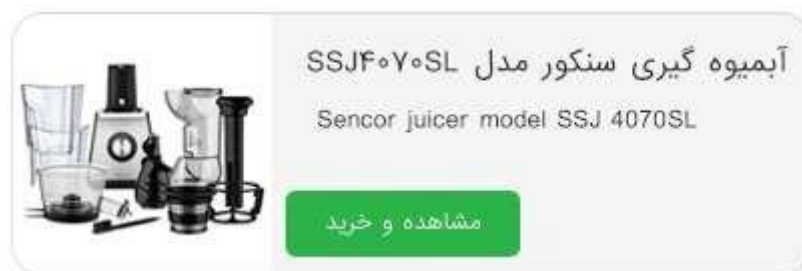 آبمیوه گیری سنکور مدل SSJ۴۰۷۰SL
Sencor juicer model SSJ 4070SL
مشاهده و خرید